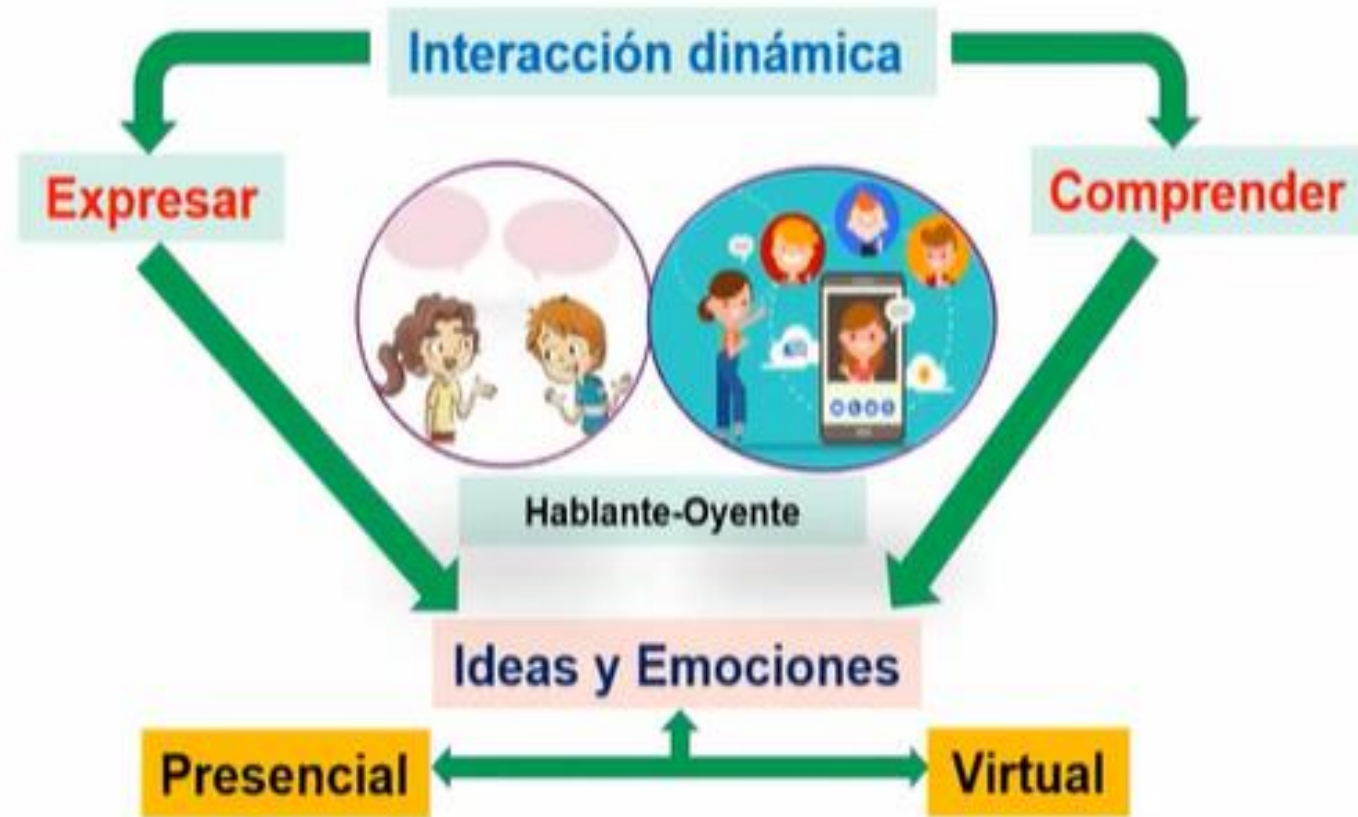 Interacción dinámica
Expresar
Comprender
Hablante-Oyente
Ideas y Emociones
Presencial
Virtual